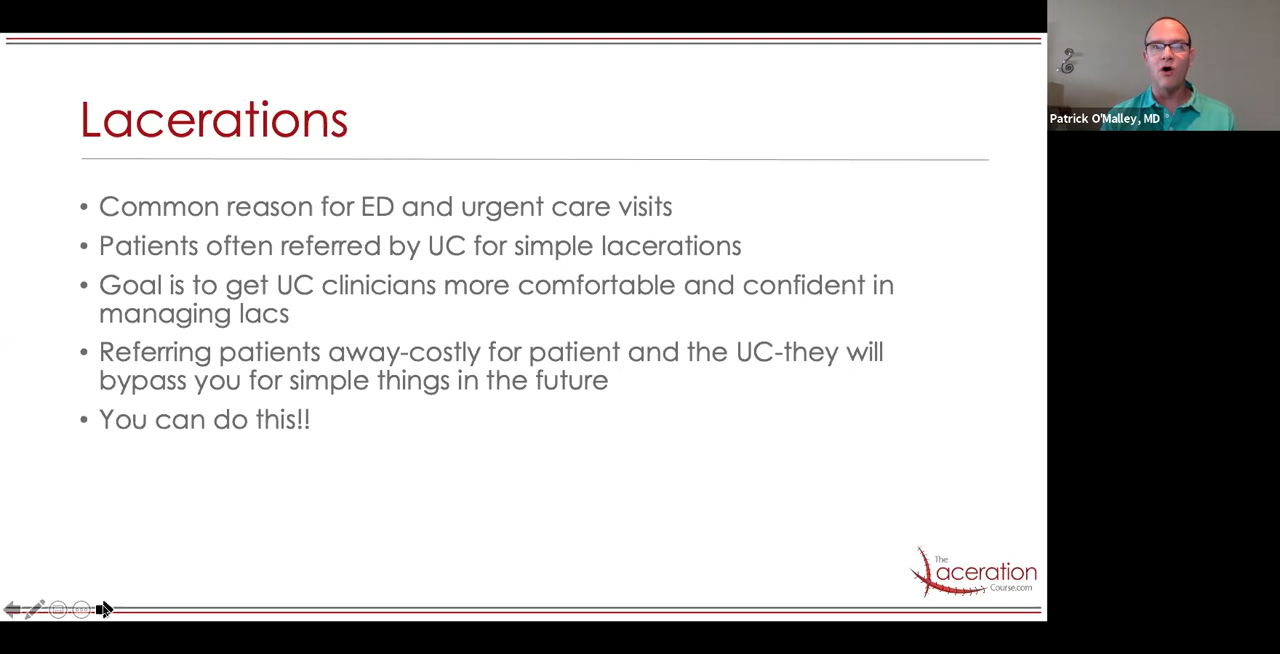 Lacerations
• Common reason for ED and urgent care visits
• Patients often referred by UC for simple lacerations
• Goal is to get UC clinicians more comfortable and confident in
managing lacs
• Referring patients away-costly for patient and the UC-they will
bypass you for simple things in the future
• You can do this!!
The
Laceration
Course.com
Patrick O'Malley, MD